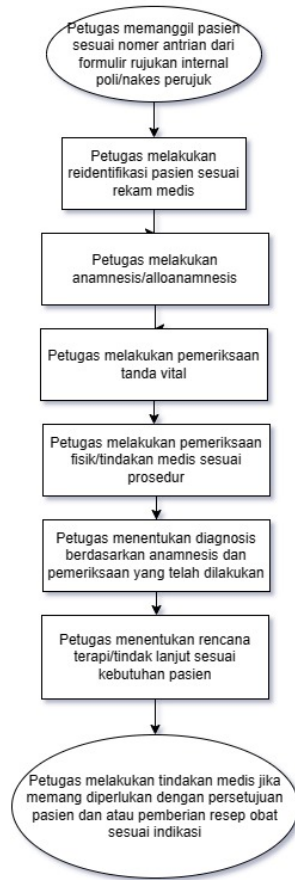 Petugas memanggil pasien
sesuai nomer antrian dari
formulir rujukan internal
poli/nakes perujuk
Petugas melakukan
reidentifikasi pasien sesuai
rekam medis
Petugas melakukan
anamnesis/alloanamnesis
Petugas melakukan pemeriksaan
tanda vital
Petugas melakukan pemeriksaan
fisik/tindakan medis sesuai
prosedur
Petugas menentukan diagnosis
berdasarkan anamnesis dan
pemeriksaan yang telah dilakukan
Petugas menentukan rencana
terapi/tindak lanjut sesuai
kebutuhan pasien
Petugas melakukan tindakan medis jika
memang diperlukan dengan persetujuan
pasien dan atau pemberian resep obat
sesuai indikasi